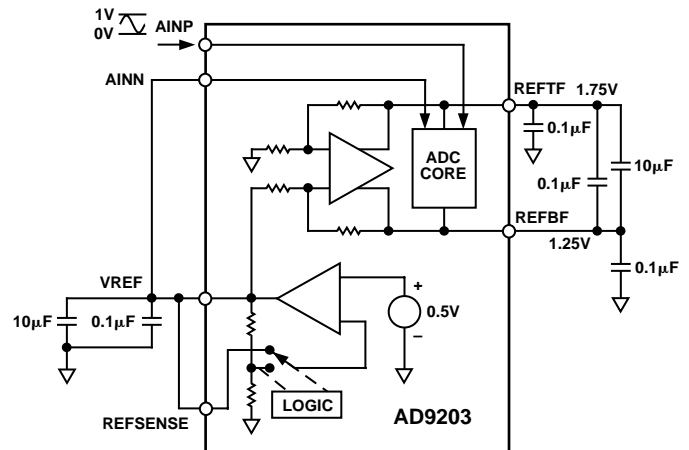 1V
0V
AINP
AINN
REFTF 1.75V
0.1μF
ADC
CORE
10μF
0.1μF
REFBF
1.25V
0.1μF
VREF
+
0.5V
–
10μF
0.1μF
LOGIC
REFSENSE
AD9203